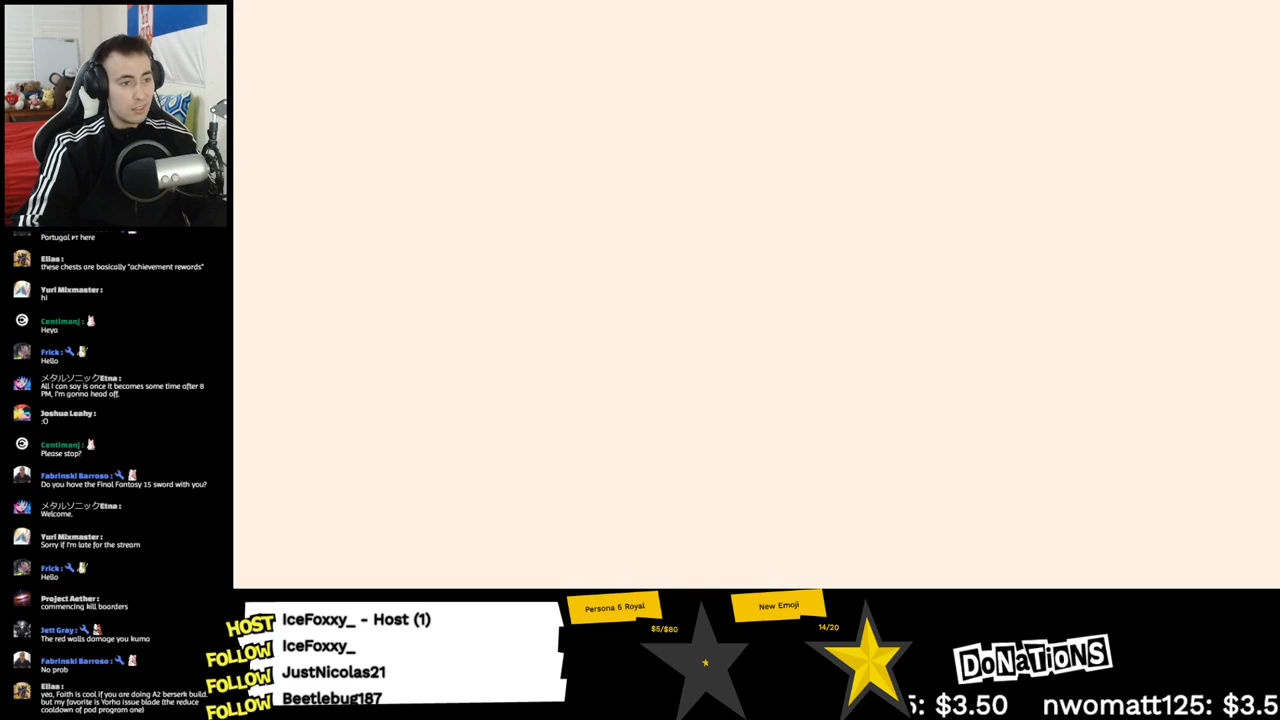 Portugal PT here
Elias :
these chests are basically "achievement rewards"
Yuri Mixmaster :
hi
Centimanj :
Heya
Frick :
Hello
メタルソニックEtna :
All I can say is once it becomes some time after 8
PM, I'm gonna head off.
Joshua Leahy :
:O
Centimanj :
Please stop?
Fabrinski Barroso :
Do you have the Final Fantasy 15 sword with you?
メタルソニックEtna :
Welcome.
Yuri Mixmaster :
Sorry if I'm late for the stream
Frick :
Hello
Project Aether :
commencing kill boarders
Jett Gray :
The red walls damage you kuma
Fabrinski Barroso :
No prob
Elias :
yea, Faith is cool if you are doing A2 berserk build.
but my favorite is Yorha issue blade (the reduce
cooldown of pod program one)
HOST IceFoxxy_ - Host (1)
FOLLOW IceFoxxy_
FOLLOW JustNicolas21
FOLLOW Beetlebug187
Persona 5 Royal
$5/$80
New Emoji
14/20
DoNaTiONS
5: $3.50 nwomatt125: $3.5